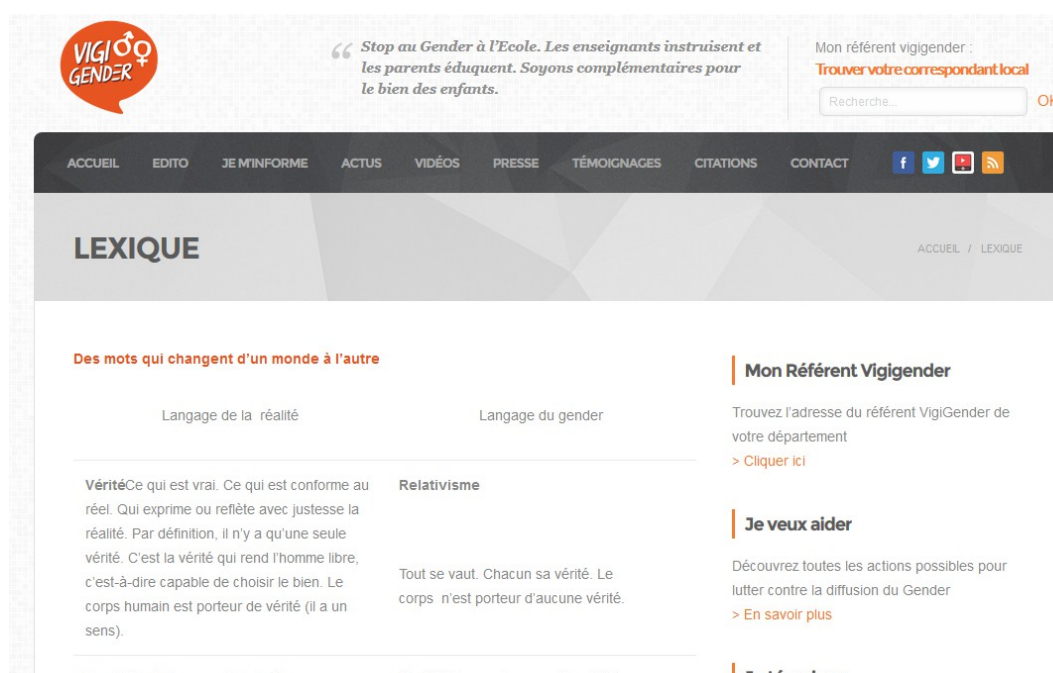 VIGI
GENDER
Stop au Gender à l'Ecole. Les enseignants instruisent et
les parents éduquent. Soyons complémentaires pour
le bien des enfants.
Mon référent vigigender :
Trouver votre correspondant local
Recherche...
OK
ACCUEIL EDITO JE M'INFORME ACTUS VIDÉOS PRESSE TÉMOIGNAGES CITATIONS CONTACT
LEXIQUE
ACCUEIL / LEXIQUE
Des mots qui changent d'un monde à l'autre
Langage de la réalité
Langage du gender
VéritéCe qui est vrai. Ce qui est conforme au
réel. Qui exprime ou reflète avec justesse la
réalité. Par définition, il n'y a qu'une seule
vérité. C'est la vérité qui rend l'homme libre,
c'est-à-dire capable de choisir le bien. Le
corps humain est porteur de vérité (il a un
sens).
Relativisme
Tout se vaut. Chacun sa vérité. Le
corps n'est porteur d'aucune vérité.
Mon Référent Vigigender
Trouvez l'adresse du référent VigiGender de
votre département
> Cliquer ici
Je veux aider
Découvrez toutes les actions possibles pour
lutter contre la diffusion du Gender
> En savoir plus